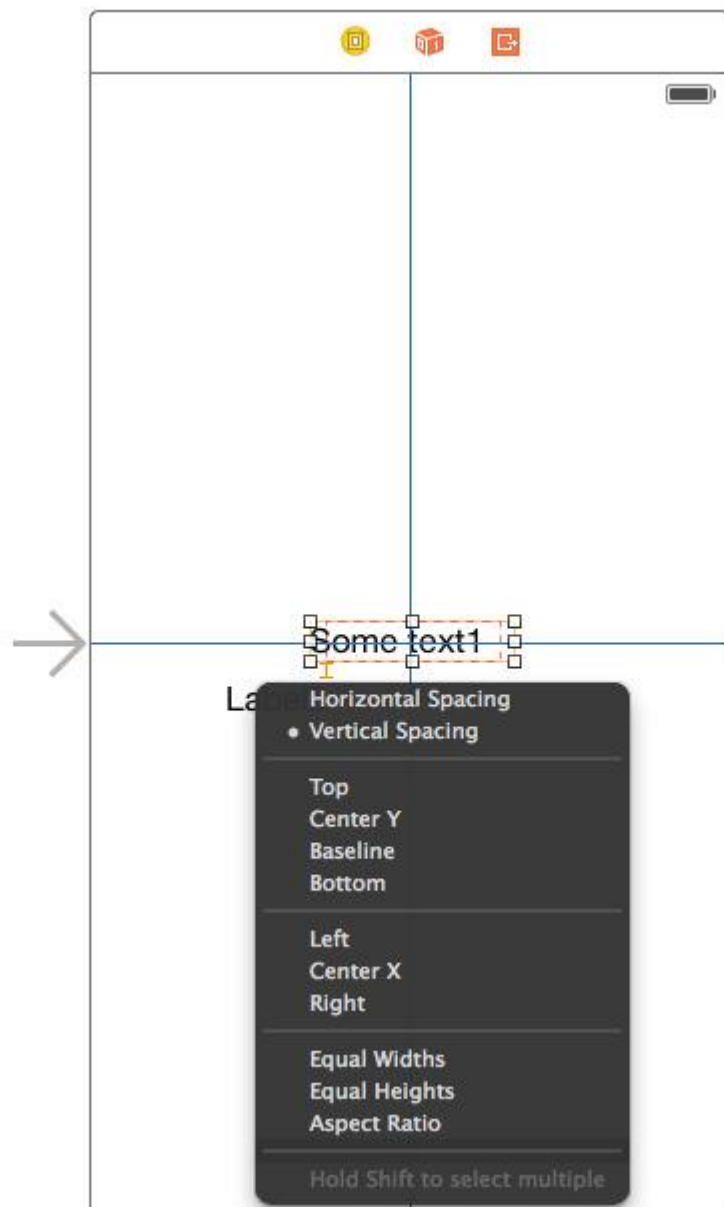 Some text1
Label
Horizontal Spacing
Vertical Spacing
Top
Center Y
Baseline
Bottom
Left
Center X
Right
Equal Widths
Equal Heights
Aspect Ratio
Hold Shift to select multiple